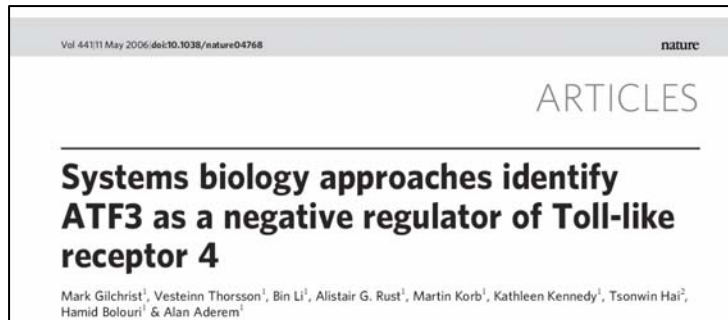 Vol 441|11 May 2006|doi:10.1038/nature04768 nature
ARTICLES
Systems biology approaches identify
ATF3 as a negative regulator of Toll-like
receptor 4
Mark Gilchrist¹, Vesteinn Thorsson¹, Bin Li¹, Alistair G. Rust¹, Martin Korb¹, Kathleen Kennedy¹, Tsonwin Hai²,
Hamid Bolouri¹ & Alan Aderem¹